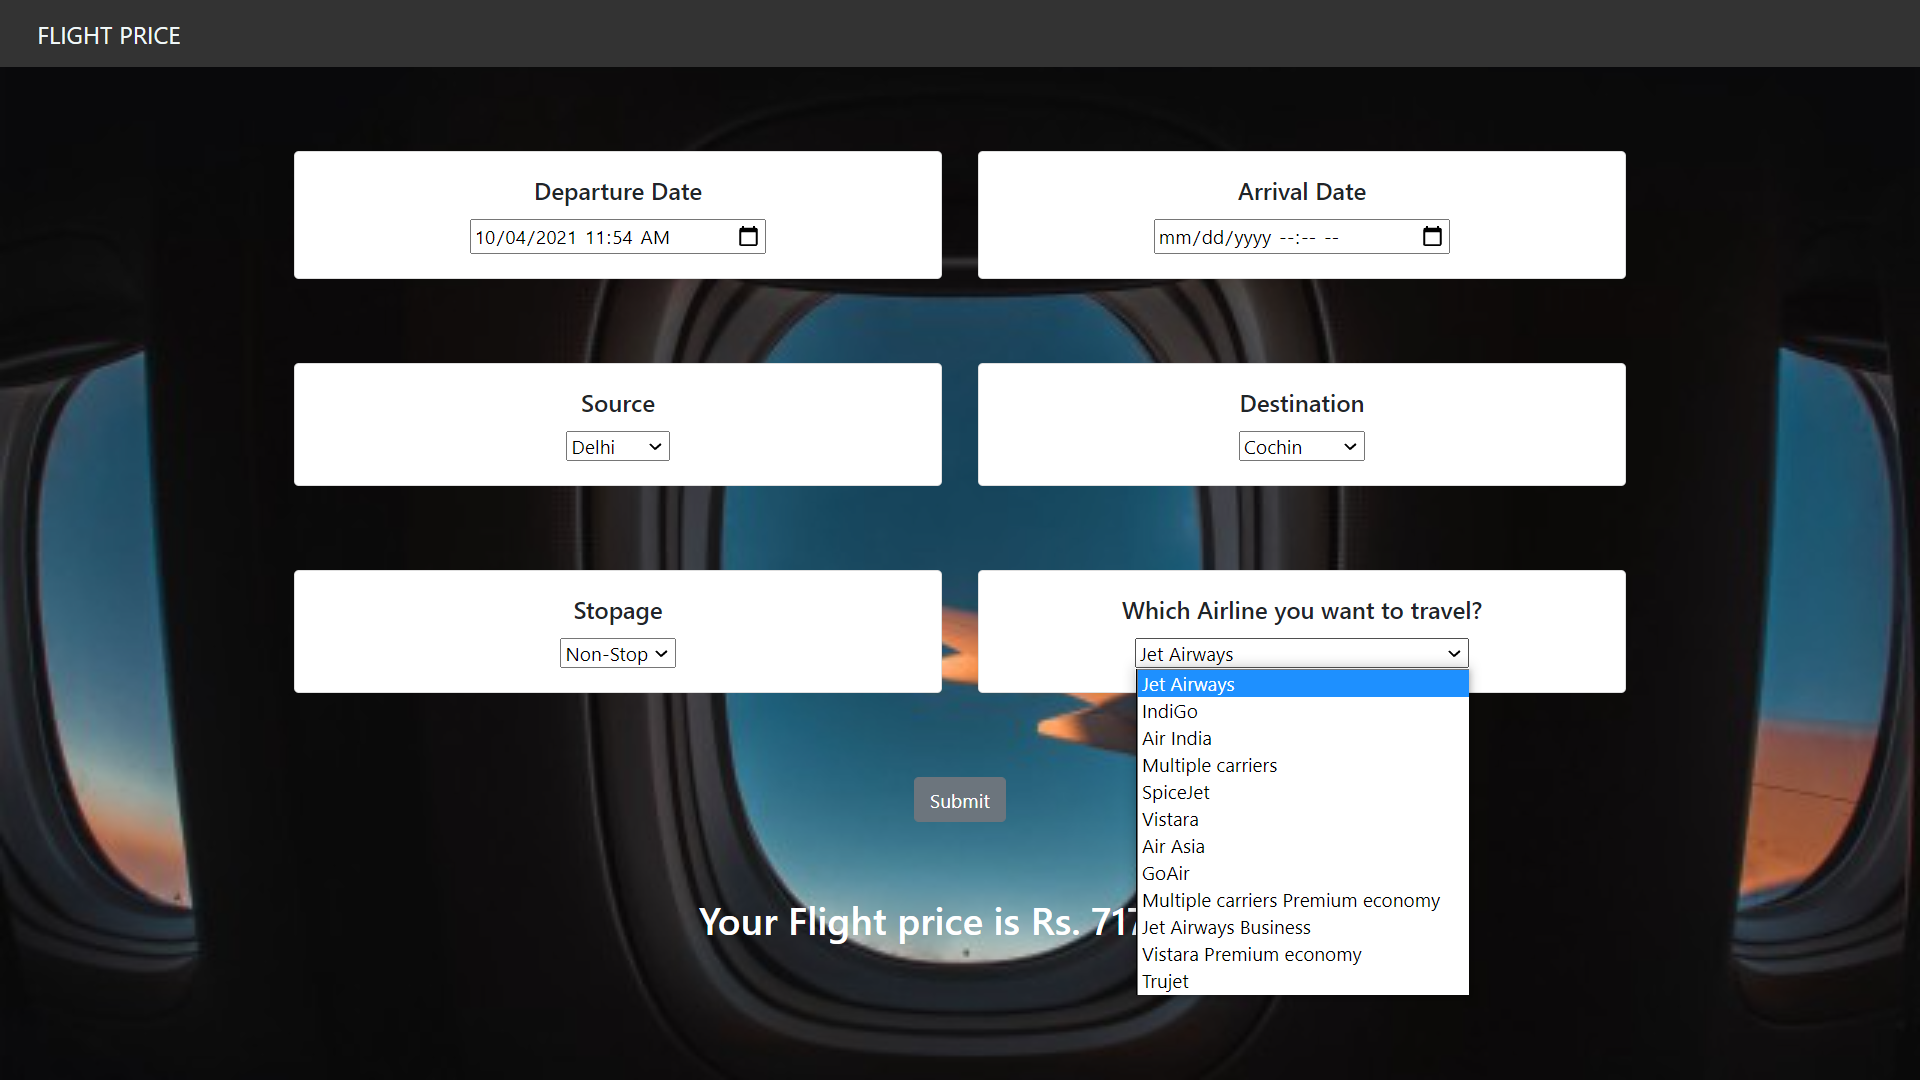 FLIGHT PRICE
Departure Date
10/04/2021 11:54 AM
Arrival Date
mm/dd/yyyy --:-- --
Source
Delhi
Destination
Cochin
Stopage
Non-Stop
Which Airline you want to travel?
Jet Airways
Jet Airways
IndiGo
Air India
Multiple carriers
SpiceJet
Vistara
Air Asia
GoAir
Multiple carriers Premium economy
Jet Airways Business
Vistara Premium economy
Trujet
Submit
Your Flight price is Rs.